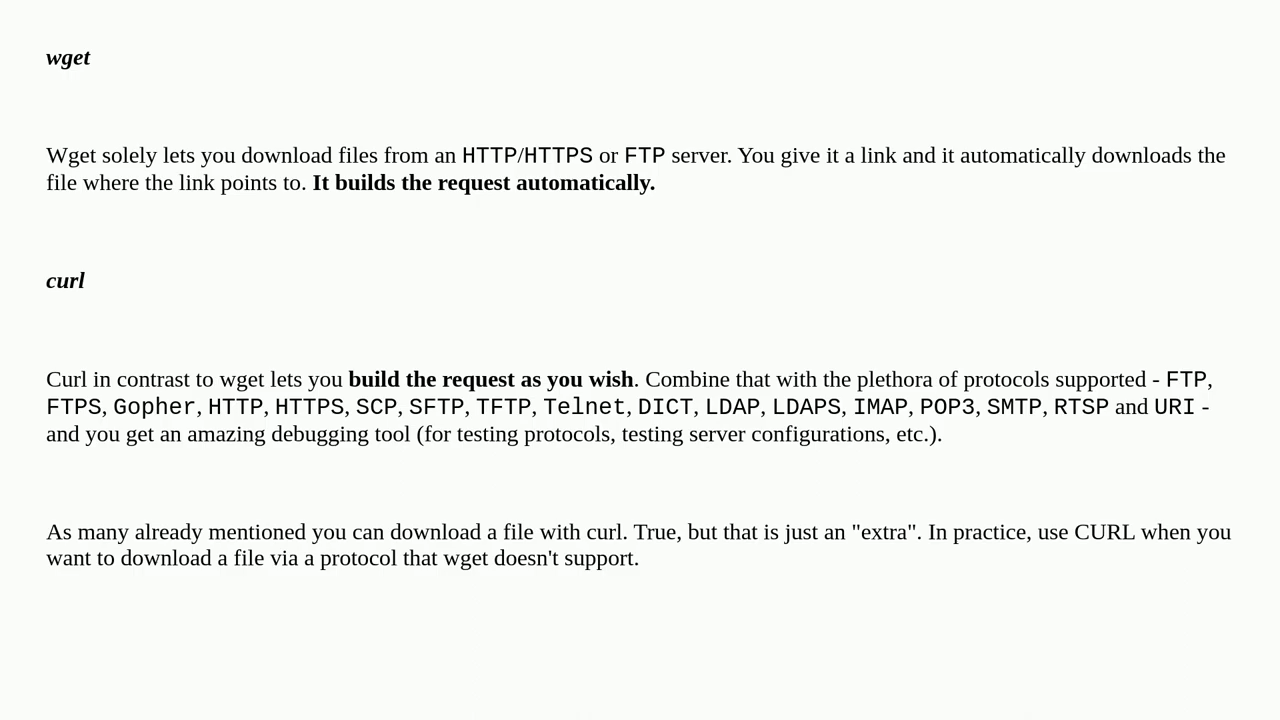 wget
Wget solely lets you download files from an HTTP/HTTPS or FTP server. You give it a link and it automatically downloads the
file where the link points to. It builds the request automatically.
curl
Curl in contrast to wget lets you build the request as you wish. Combine that with the plethora of protocols supported - FTP,
FTPS, Gopher, HTTP, HTTPS, SCP, SFTP, TFTP, Telnet, DICT, LDAP, LDAPS, IMAP, POP3, SMTP, RTSP and URI -
and you get an amazing debugging tool (for testing protocols, testing server configurations, etc.).
As many already mentioned you can download a file with curl. True, but that is just an "extra". In practice, use CURL when you
want to download a file via a protocol that wget doesn't support.